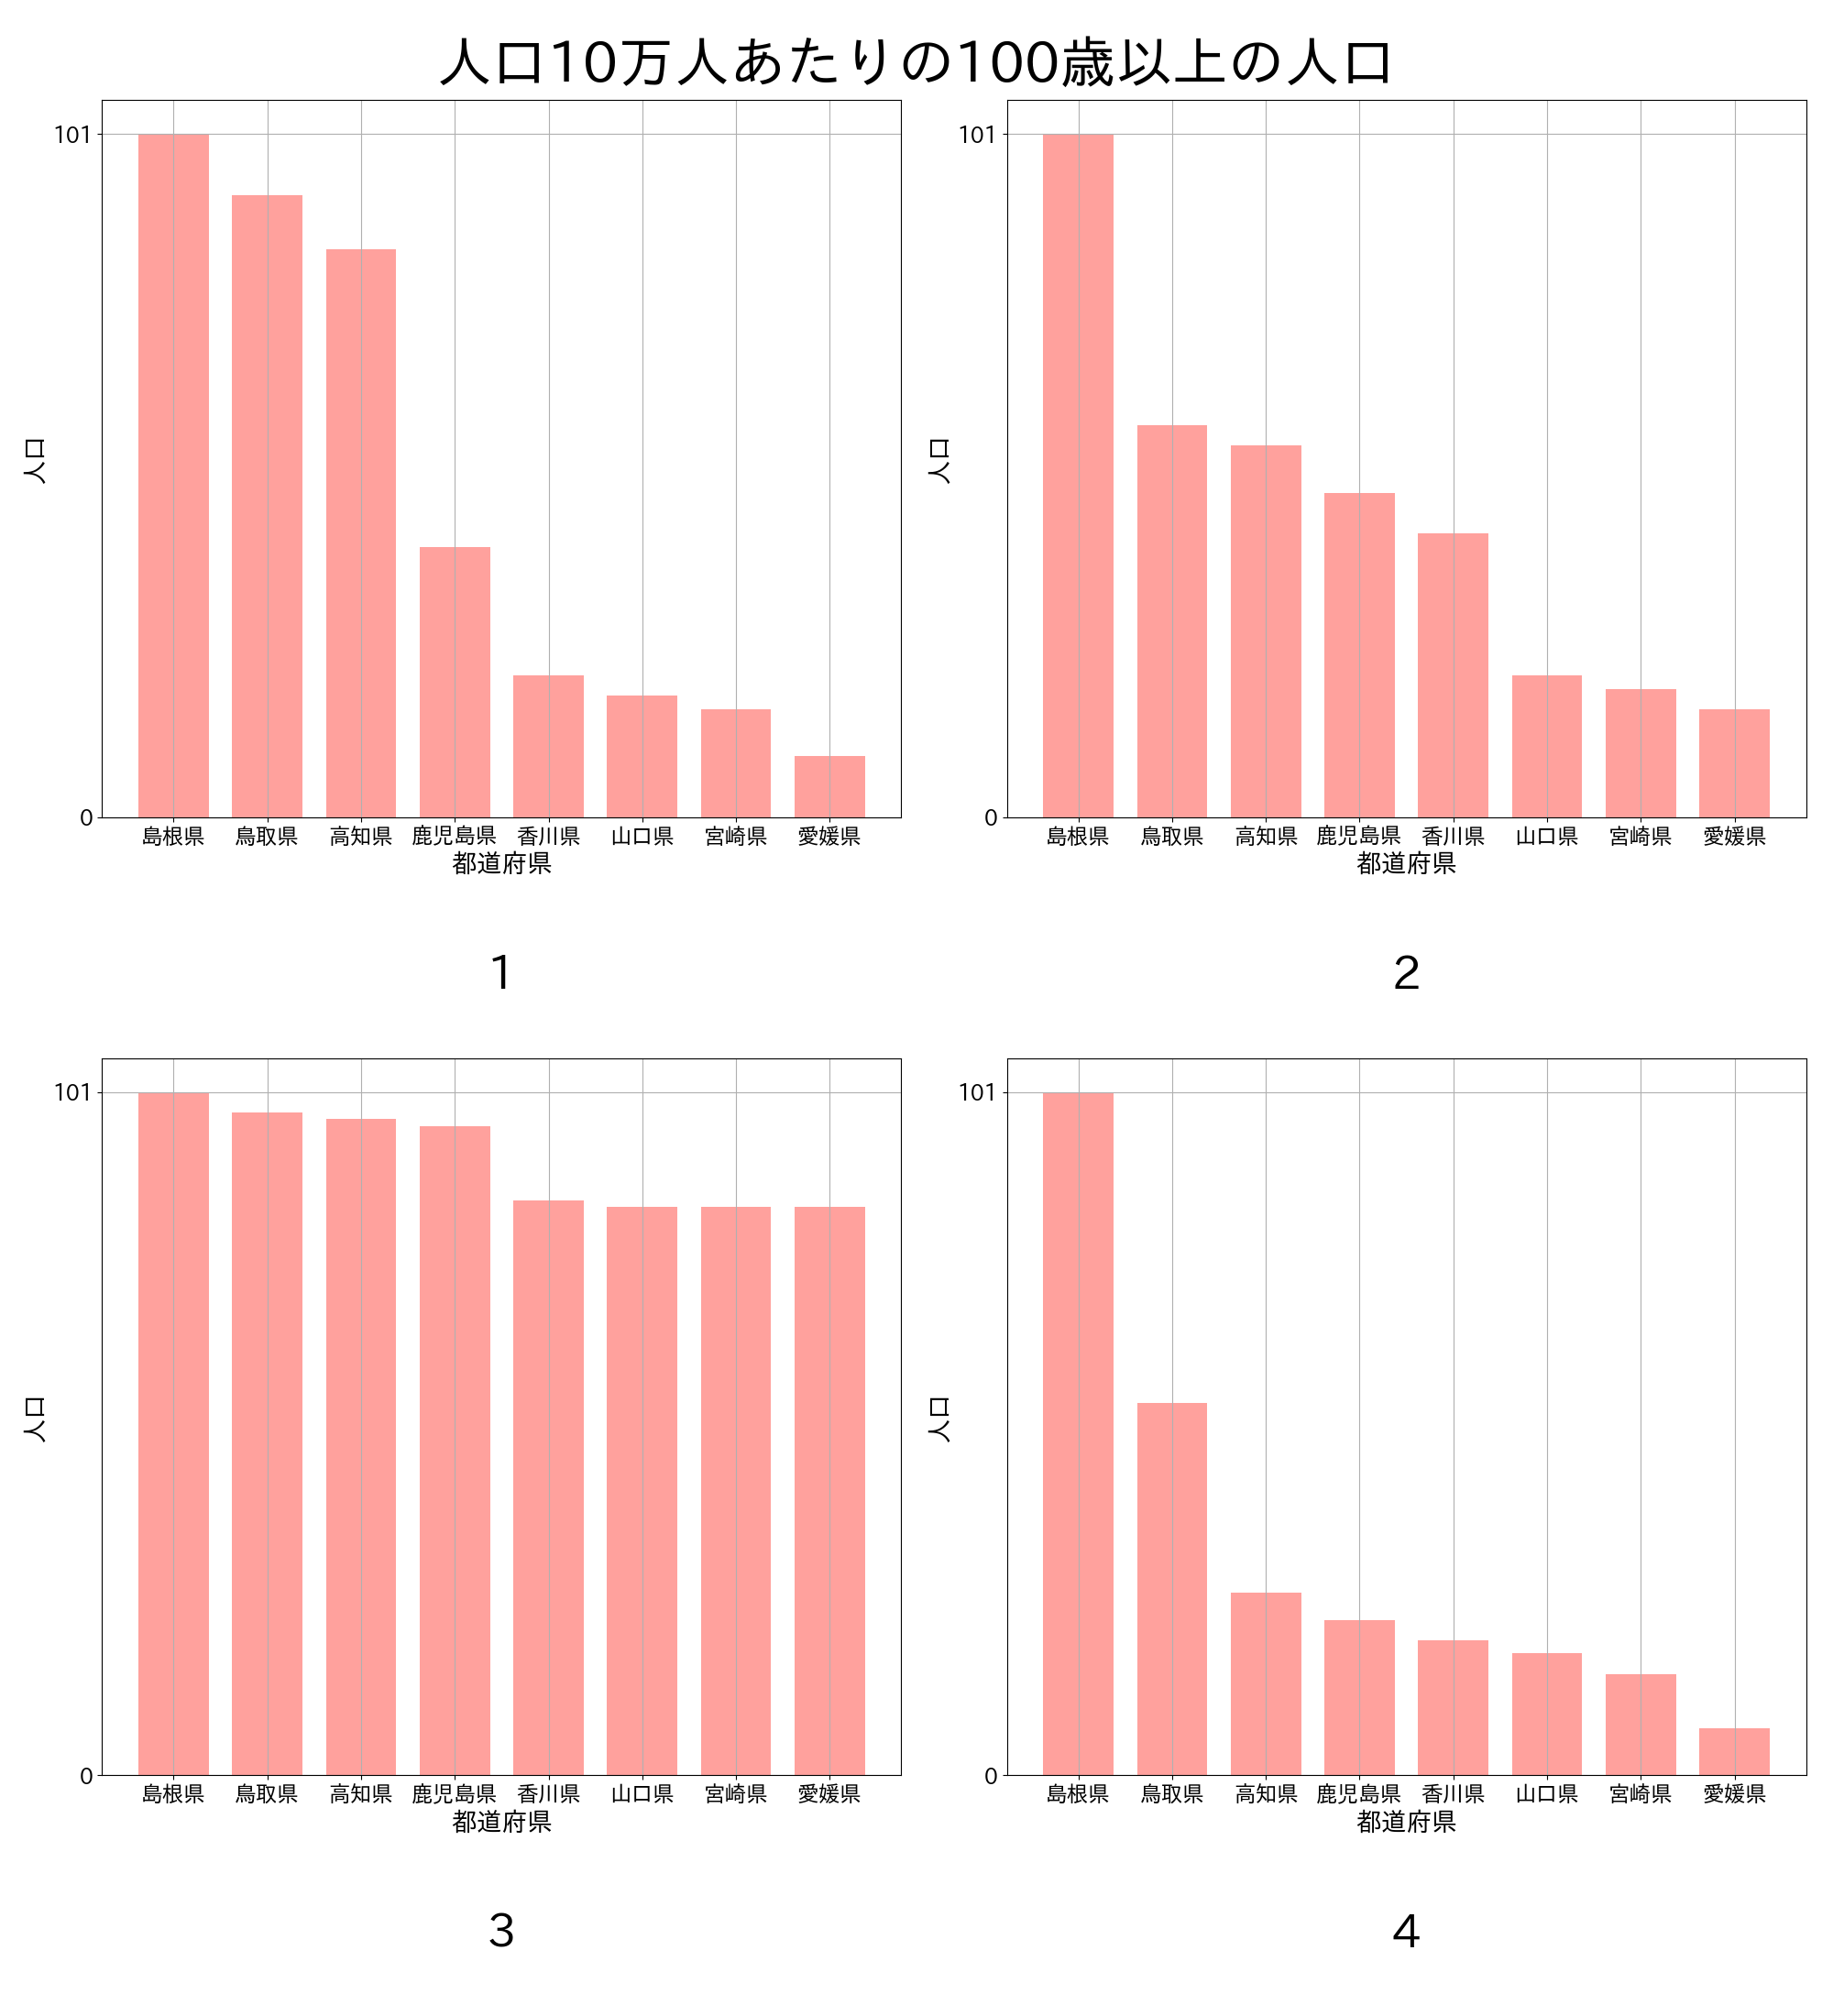 人口10万人あたりの100歳以上の人口
101
0
人口
島根県 鳥取県 高知県 鹿児島県 香川県 山口県 宮崎県 愛媛県
都道府県
1
101
0
人口
島根県 鳥取県 高知県 鹿児島県 香川県 山口県 宮崎県 愛媛県
都道府県
2
101
0
人口
島根県 鳥取県 高知県 鹿児島県 香川県 山口県 宮崎県 愛媛県
都道府県
3
101
0
人口
島根県 鳥取県 高知県 鹿児島県 香川県 山口県 宮崎県 愛媛県
都道府県
4